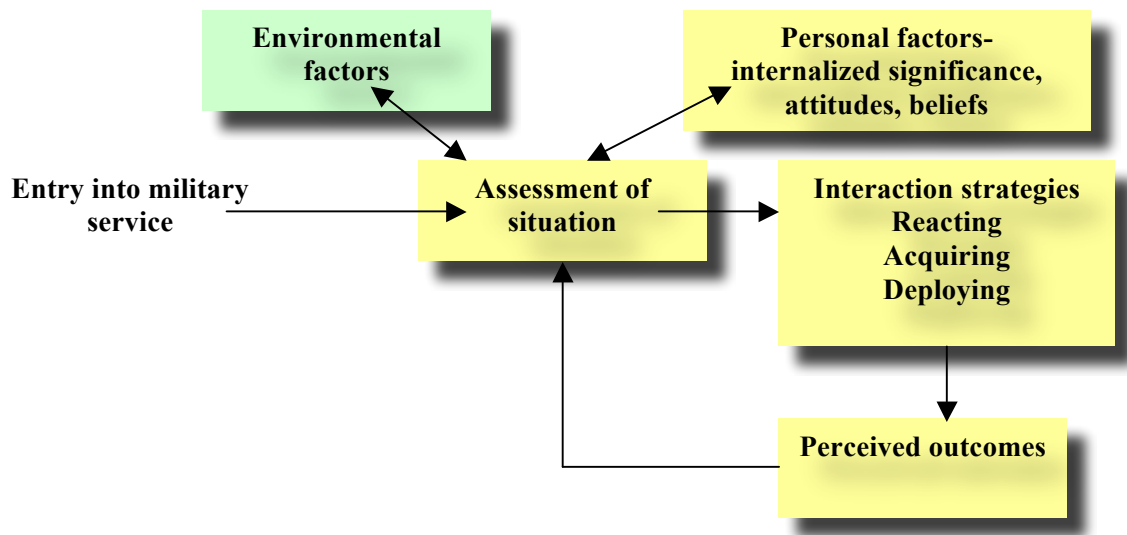 Environmental
factors
Personal factors-
internalized significance,
attitudes, beliefs
Entry into military
service
Assessment of
situation
Interaction strategies
Reacting
Acquiring
Deploying
Perceived outcomes